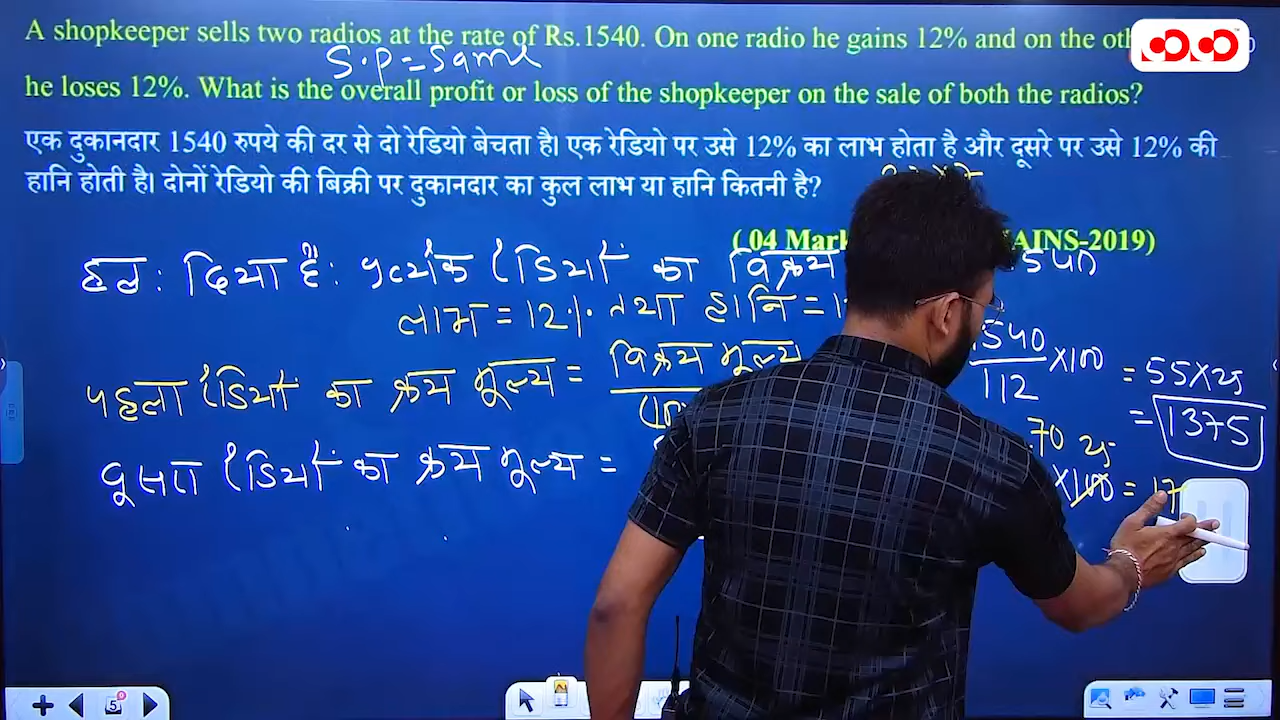 A shopkeeper sells two radios at the rate of Rs.1540. On one radio he gains 12% and on the
S.P = Same
he loses 12%. What is the overall profit or loss of the shopkeeper on the sale of both the radios?
एक दुकानदार 1540 रुपये की दर से दो रेडियो बेचता है। एक रेडियो पर उसे 12% का लाभ होता है और दूसरे पर उसे 12% की
हानि होती है। दोनों रेडियो की बिक्री पर दुकानदार का कुल लाभ या हानि कितनी है?
( 04 AINS-2019)
हल: दिया है: प्रत्येक रेडियो का विक्रय 540
लाभ = 12% तथा हानि =
पहला रेडियो का क्रय मूल्य = विक्रय मूल्य 1540/112 ×100 = 55×25
= 1375
70 25
दूसरा रेडियो का क्रय मूल्य = ×100 = 17
5